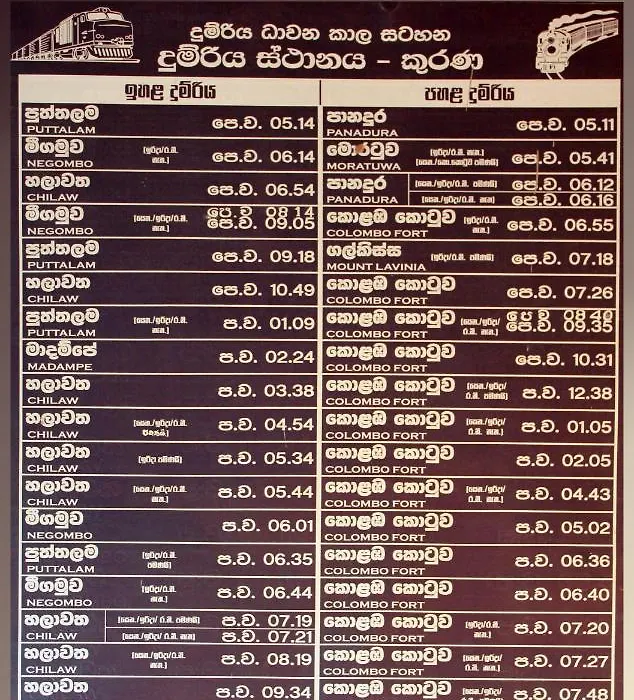 දුම්රිය ධාවන කාල සටහන
දුම්රිය ස්ථානය - කුරණ
ඉහළ දුම්රිය
පුත්තලම පෙ.ව. 05.14
PUTTALAM
මීගමුව පෙ.ව. 06.14
NEGOMBO
හලාවත පෙ.ව. 06.54
CHILAW
මීගමුව පෙ.ව. 08.14
NEGOMBO පෙ.ව. 09.05
පුත්තලම පෙ.ව. 09.18
PUTTALAM
හලාවත පෙ.ව. 10.49
CHILAW
පුත්තලම ප.ව. 01.09
PUTTALAM
මාදම්පේ ප.ව. 02.24
MADAMPE
හලාවත ප.ව. 03.38
CHILAW
හලාවත ප.ව. 04.54
CHILAW
හලාවත (ඉරිදා පමණයි) ප.ව. 05.34
CHILAW
හලාවත ප.ව. 05.44
CHILAW
මීගමුව ප.ව. 06.01
NEGOMBO
පුත්තලම ප.ව. 06.35
PUTTALAM
මීගමුව ප.ව. 06.44
NEGOMBO
හලාවත ප.ව. 07.19
CHILAW ප.ව. 07.21
හලාවත ප.ව. 08.19
CHILAW
හලාවත ප.ව. 09.34
පහළ දුම්රිය
පානදුර පෙ.ව. 05.11
PANADURA
මොරටුව පෙ.ව. 05.41
MORATUWA
පානදුර පෙ.ව. 06.12
PANADURA පෙ.ව. 06.16
කොළඹ කොටුව පෙ.ව. 06.55
COLOMBO FORT
ගල්කිස්ස පෙ.ව. 07.18
MOUNT LAVINIA
කොළඹ කොටුව පෙ.ව. 07.26
COLOMBO FORT
කොළඹ කොටුව පෙ.ව. 08.40
COLOMBO FORT පෙ.ව. 09.35
කොළඹ කොටුව පෙ.ව. 10.31
COLOMBO FORT
කොළඹ කොටුව ප.ව. 12.38
COLOMBO FORT
කොළඹ කොටුව ප.ව. 01.05
COLOMBO FORT
කොළඹ කොටුව ප.ව. 02.05
COLOMBO FORT
කොළඹ කොටුව ප.ව. 04.43
COLOMBO FORT
කොළඹ කොටුව ප.ව. 05.02
COLOMBO FORT
කොළඹ කොටුව ප.ව. 06.36
COLOMBO FORT
කොළඹ කොටුව ප.ව. 06.40
COLOMBO FORT
කොළඹ කොටුව ප.ව. 07.20
COLOMBO FORT
කොළඹ කොටුව ප.ව. 07.27
COLOMBO FORT
කොළඹ කොටුව ප.ව. 07.48